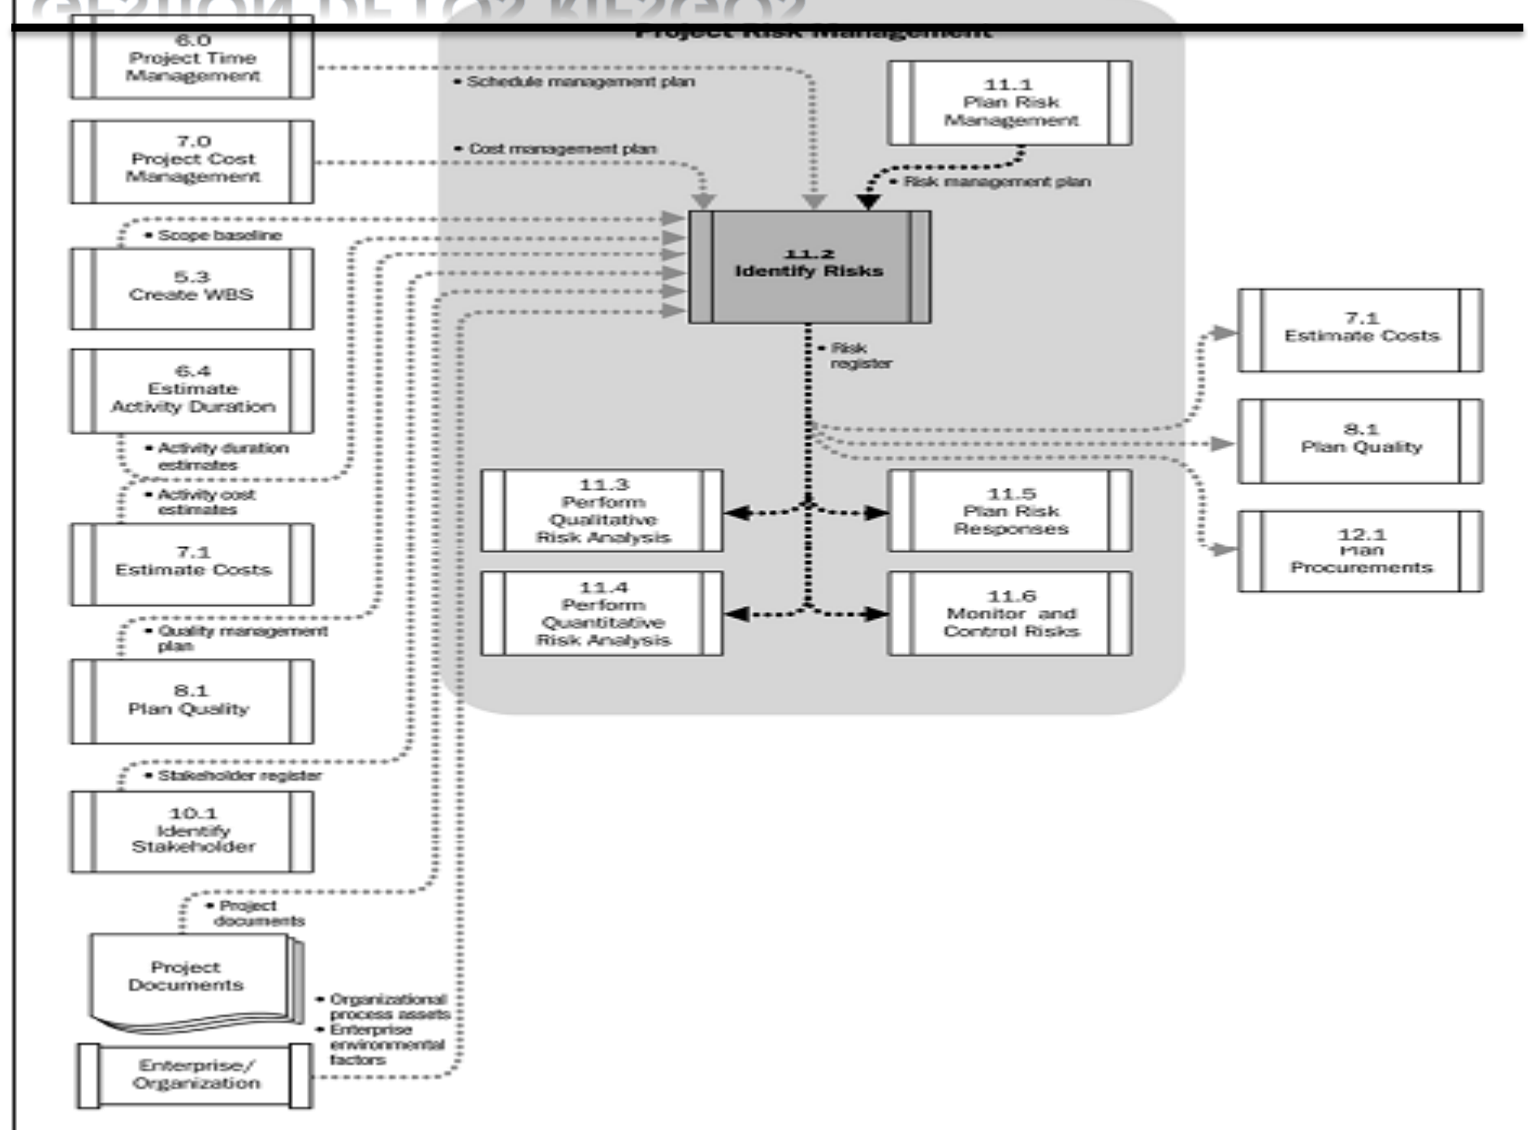 Project Risk Management
6.0
Project Time
Management
• Schedule management plan
11.1
Plan Risk
Management
7.0
Project Cost
Management
• Cost management plan
• Risk management plan
• Scope baseline
11.2
Identify Risks
5.3
Create WBS
7.1
Estimate Costs
• Risk
register
6.4
Estimate
Activity Duration
8.1
Plan Quality
• Activity duration
estimates
• Activity cost
estimates
11.3
Perform
Qualitative
Risk Analysis
11.5
Plan Risk
Responses
12.1
Plan
Procurements
7.1
Estimate Costs
11.4
Perform
Quantitative
Risk Analysis
11.6
Monitor and
Control Risks
• Quality management
plan
8.1
Plan Quality
• Stakeholder register
10.1
Identify
Stakeholder
• Project
documents
Project
Documents
• Organizational
process assets
• Enterprise
environmental
factors
Enterprise/
Organization